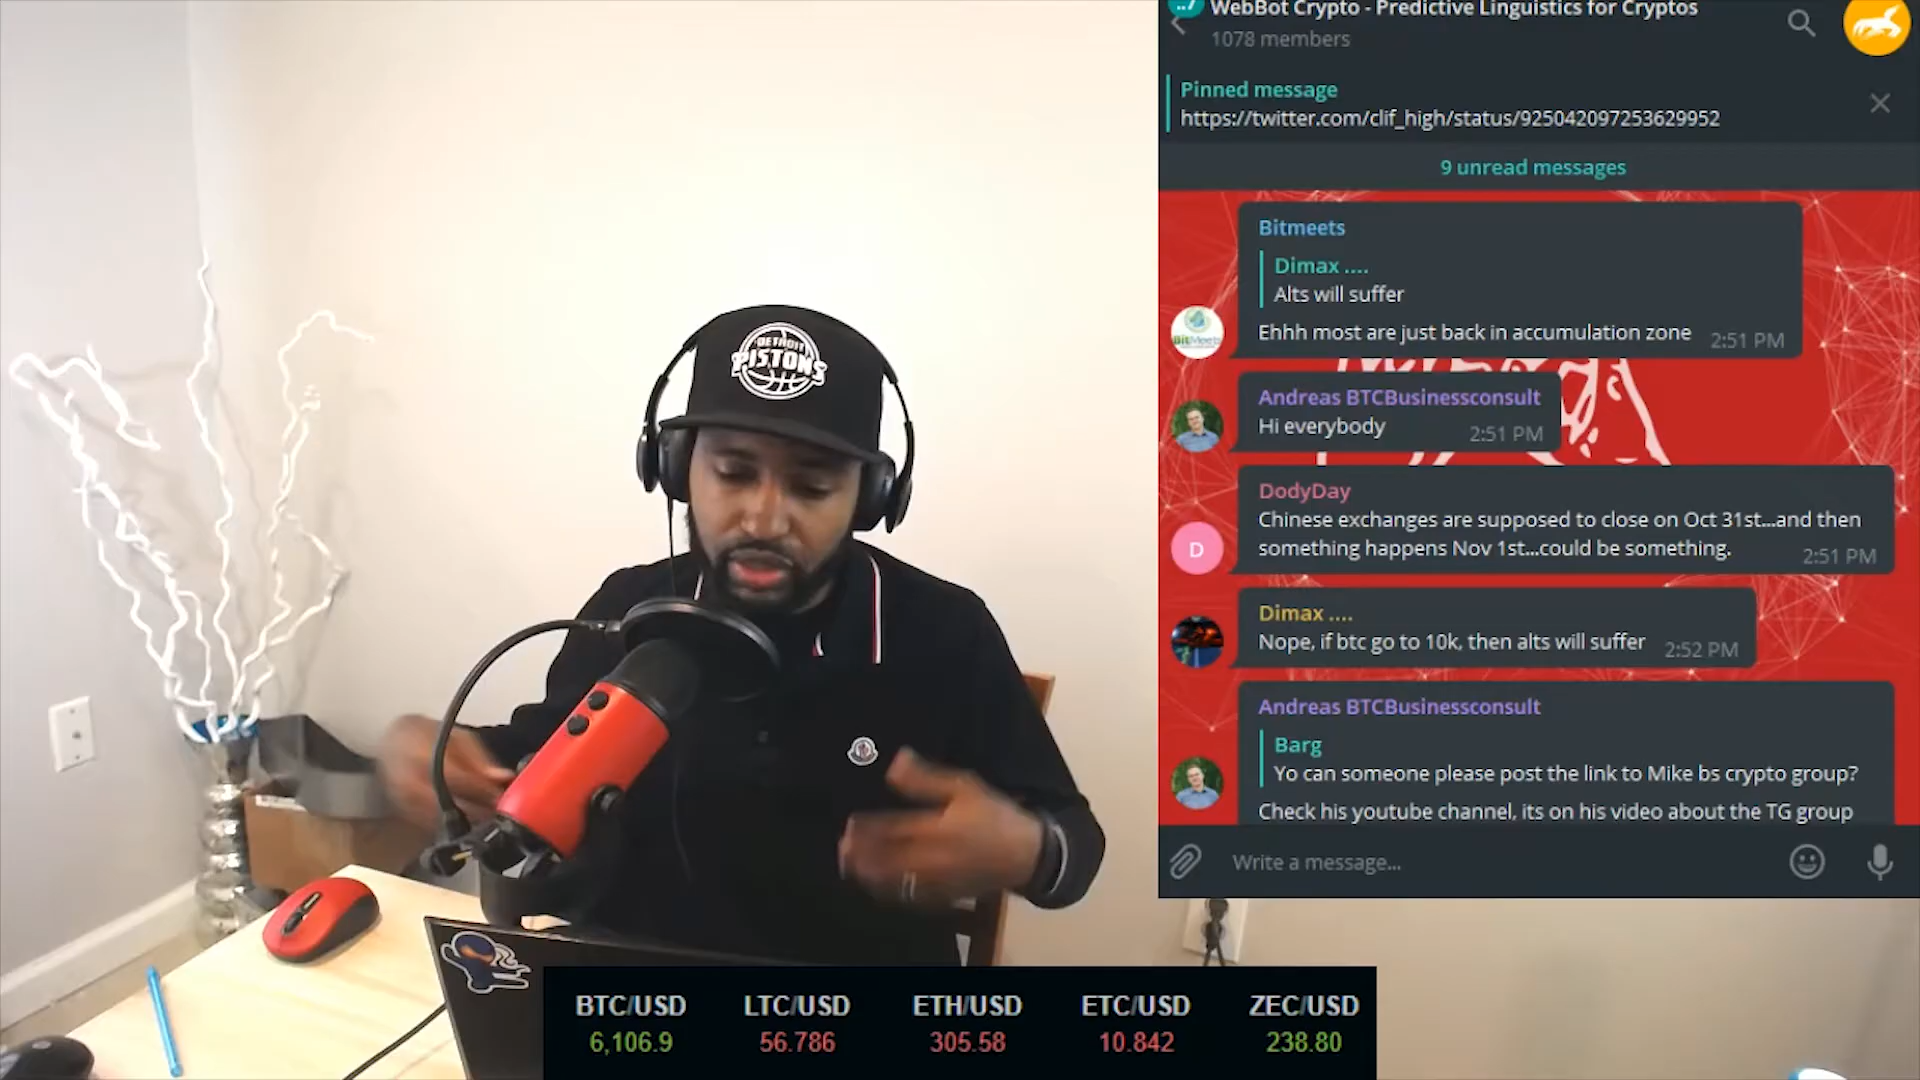 WebBot Crypto - Predictive Linguistics for Cryptos
1078 members
Pinned message
https://twitter.com/clif_high/status/925042097253629952
9 unread messages
Bitmeets
Dimax ....
Alts will suffer
Ehhh most are just back in accumulation zone 2:51 PM
Andreas BTCBusinessconsult
Hi everybody 2:51 PM
DodyDay
Chinese exchanges are supposed to close on Oct 31st...and then
something happens Nov 1st...could be something. 2:51 PM
D
Dimax ....
Nope, if btc go to 10k, then alts will suffer 2:52 PM
Andreas BTCBusinessconsult
Barg
Yo can someone please post the link to Mike bs crypto group?
Check his youtube channel, its on his video about the TG group
Write a message...
DETROIT
PISTONS
BTC/USD LTC/USD ETH/USD ETC/USD ZEC/USD
6,106.9 56.786 305.58 10.842 238.80